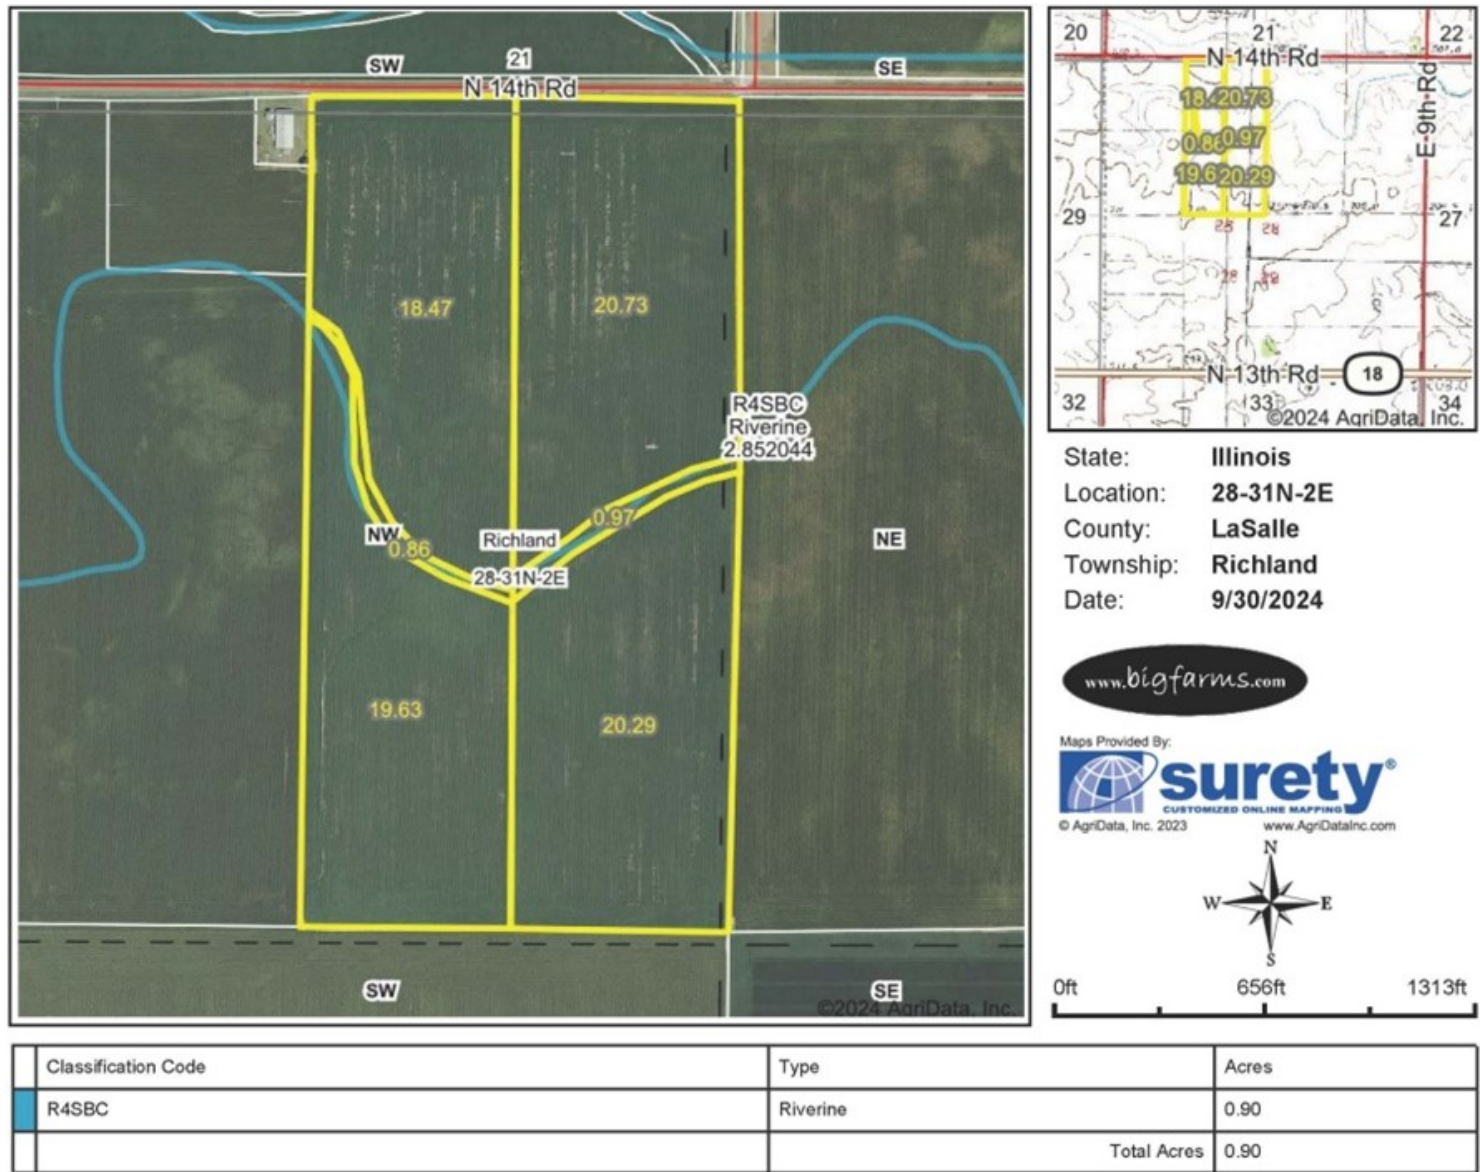 SW
21
N 14th Rd
SE
18.47
20.73
R4SBC
Riverine
2.852044
0.97
NW
0.86
Richland
28-31N-2E
NE
19.63
20.29
SW
SE
©2024 AgriData, Inc.
20
21
22
N 14th Rd
20.73
0.86
0.97
19.6
20.29
E 9th Rd
29
27
28
28
28
N 13th Rd
18
32
33
34
©2024 AgriData, Inc.
State: Illinois
Location: 28-31N-2E
County: LaSalle
Township: Richland
Date: 9/30/2024
www.bigfarms.com
Maps Provided By:
surety®
CUSTOMIZED ONLINE MAPPING
© AgriData, Inc. 2023 www.AgriDataInc.com
N
W E
S
0ft 656ft 1313ft
Classification Code Type Acres
R4SBC Riverine 0.90
Total Acres 0.90